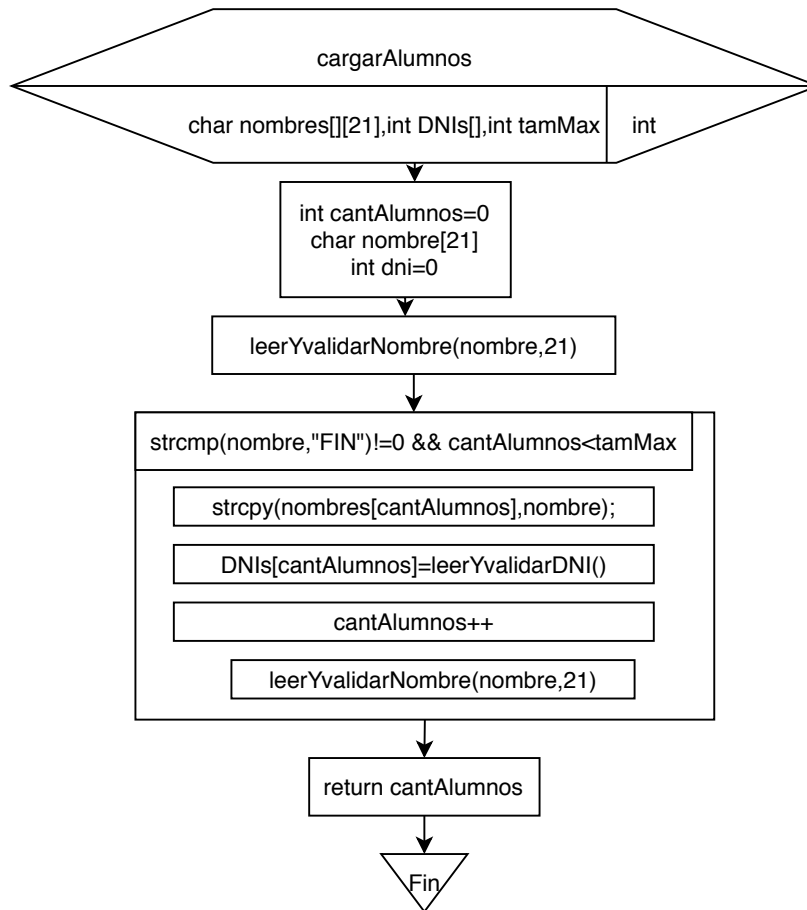 cargarAlumnos
char nombres[][21],int DNIs[],int tamMax
int
int cantAlumnos=0
char nombre[21]
int dni=0
leerYvalidarNombre(nombre,21)
strcmp(nombre,"FIN")!=0 && cantAlumnos<tamMax
strcpy(nombres[cantAlumnos],nombre);
DNIs[cantAlumnos]=leerYvalidarDNI()
cantAlumnos++
leerYvalidarNombre(nombre,21)
return cantAlumnos
Fin